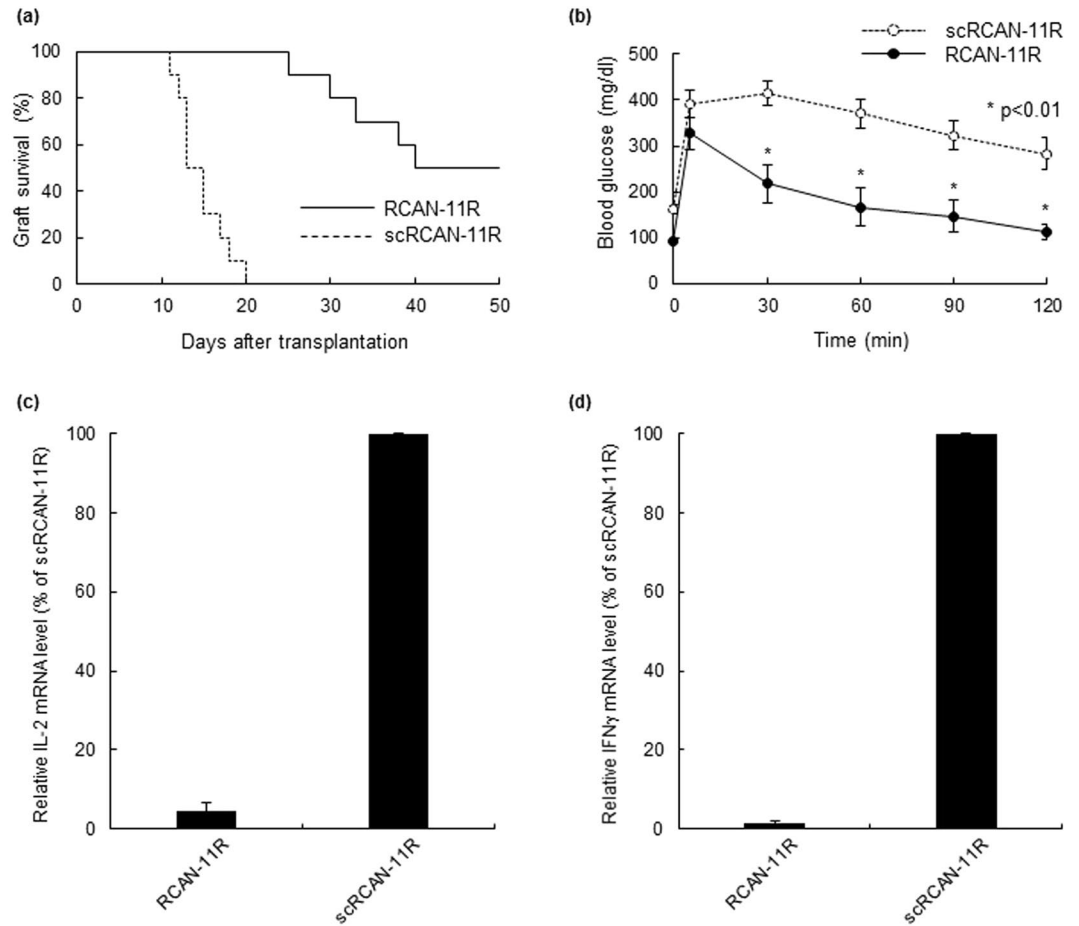 (a)
100
80
60
40
20
0
Graft survival (%)
RCAN-11R
scRCAN-11R
0 10 20 30 40 50
Days after transplantation
(b)
scRCAN-11R
RCAN-11R
* p<0.01
500
400
300
200
100
0
Blood glucose (mg/dl)
* * * *
0 30 60 90 120
Time (min)
(c)
100
80
60
40
20
0
Relative IL-2 mRNA level (% of scRCAN-11R)
RCAN-11R
scRCAN-11R
(d)
100
80
60
40
20
0
Relative IFNγ mRNA level (% of scRCAN-11R)
RCAN-11R
scRCAN-11R